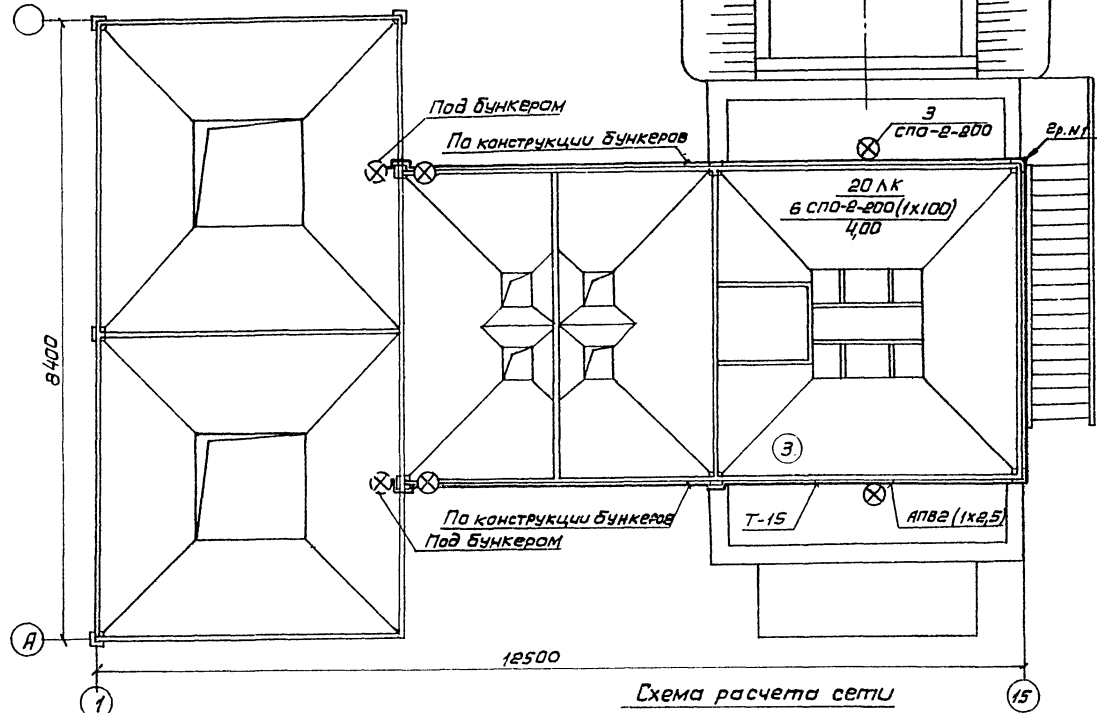 Под бункером
По конструкции бункеров
3
СПО-2-200
гр.N1
20 ЛК
6 СПО-2-200 (1х100)
4,00
8400
3
По конструкции бункеров
Под бункером
Т-15
АПВ2 (1х2,5)
А
12500
1
Схема расчета сети
15